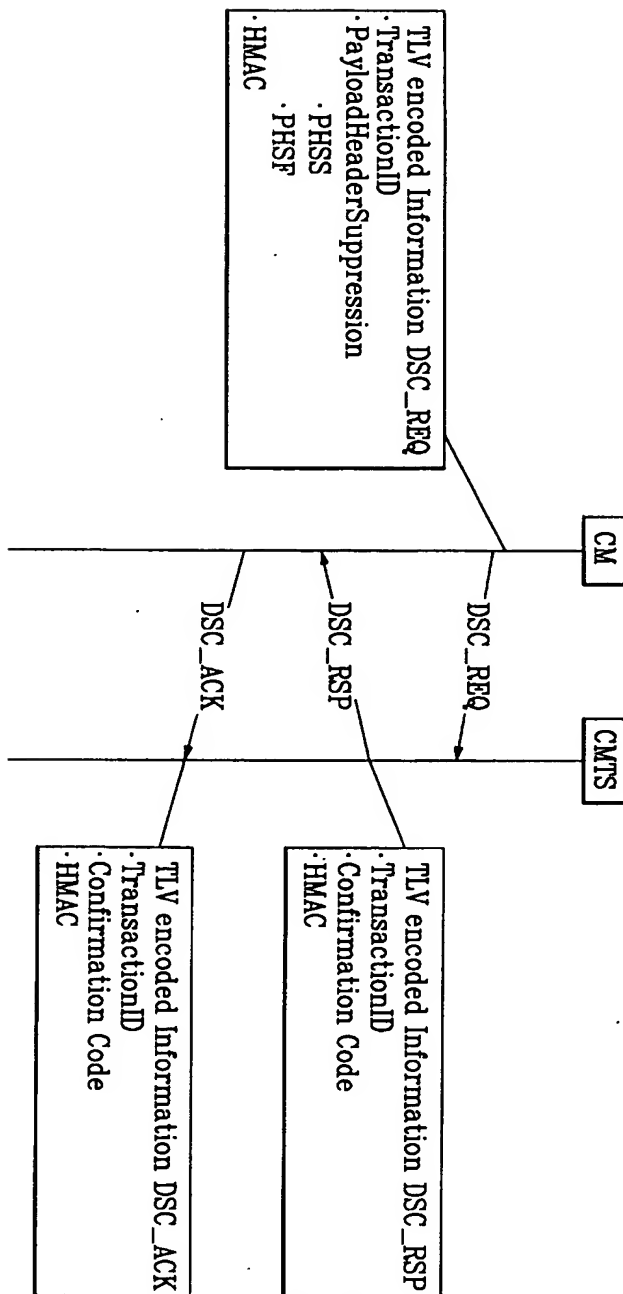 CM
CMTS
TLV encoded Information DSC_REQ
·TransactionID
·PayloadHeaderSuppression
·PHSS
·PHSF
·HMAC
DSC_REQ
DSC_RSP
DSC_ACK
TLV encoded Information DSC_RSP
·TransactionID
·Confirmation Code
·HMAC
TLV encoded Information DSC_ACK
·TransactionID
·Confirmation Code
·HMAC